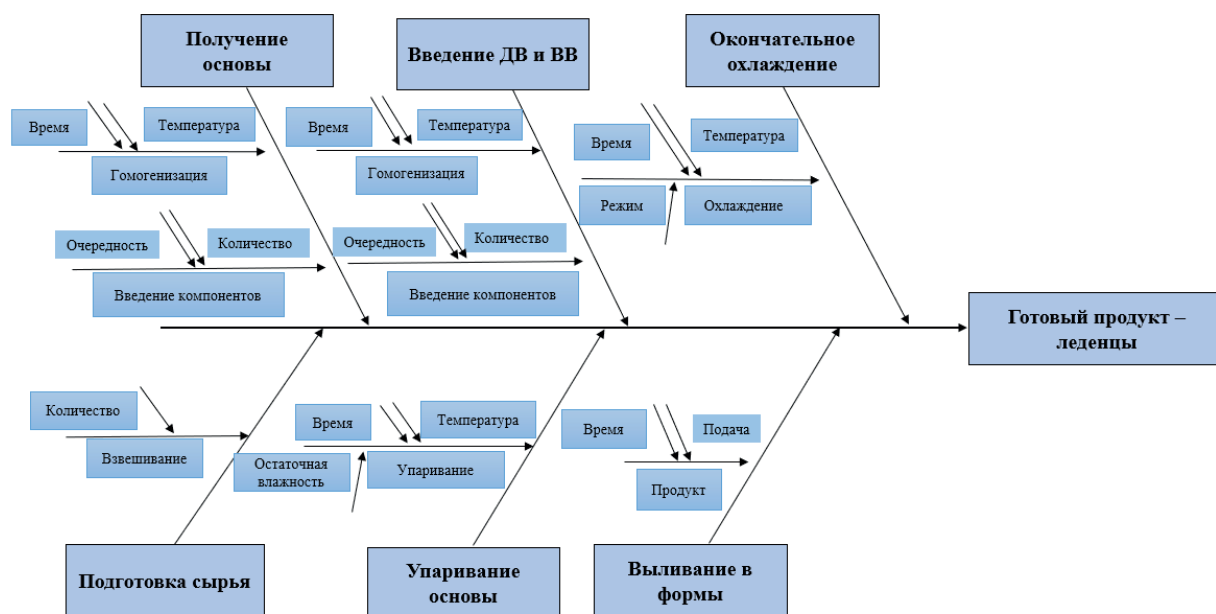 Получение
основы
Введение ДВ и ВВ
Окончательное
охлаждение
Время
Температура
Гомогенизация
Время
Температура
Гомогенизация
Время
Температура
Режим
Охлаждение
Очередность
Количество
Введение компонентов
Очередность
Количество
Введение компонентов
Готовый продукт –
леденцы
Количество
Взвешивание
Время
Температура
Остаточная
влажность
Упаривание
Время
Подача
Продукт
Подготовка сырья
Упаривание
основы
Выливание в
формы